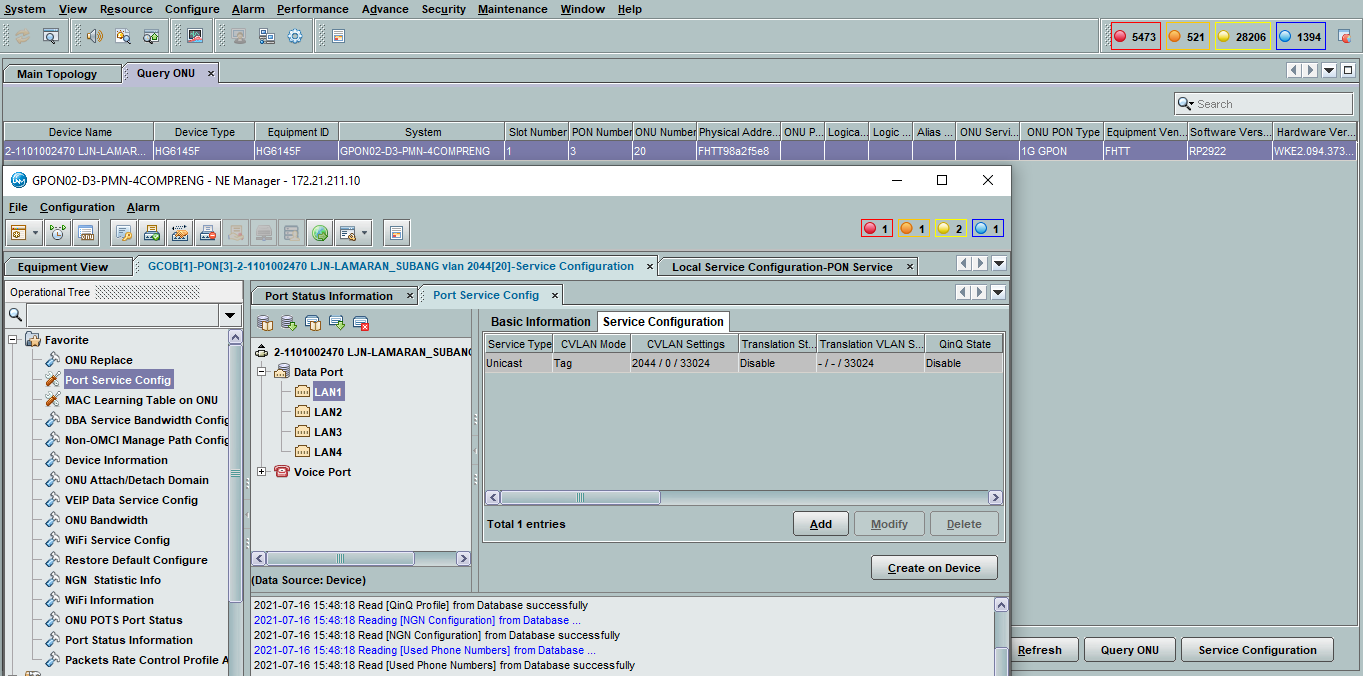 System View Resource Configure Alarm Performance Advance Security Maintenance Window Help
5473 521 28206 1394
Main Topology Query ONU
Search
Device Name Device Type Equipment ID System Slot Number PON Number ONU Number Physical Addre... ONU P... Logica... Logic ... Alias ... ONU Servi... ONU PON Type Equipment Ven... Software Vers... Hardware Ver...
2-1101002470 LJN-LAMAR... HG6145F HG6145F GPON02-D3-PMN-4COMPRENG 1 3 20 FHTT98a2f5e8 1G GPON FHTT RP2922 WKE2.094.373...
GPON02-D3-PMN-4COMPRENG - NE Manager - 172.21.211.10
File Configuration Alarm
1 1 2 1
Equipment View GCOB[1]-PON[3]-2-1101002470 LJN-LAMARAN_SUBANG vlan 2044[20]-Service Configuration Local Service Configuration-PON Service
Operational Tree
Favorite
ONU Replace
Port Service Config
MAC Learning Table on ONU
DBA Service Bandwidth Config
Non-OMCI Manage Path Config
Device Information
ONU Attach/Detach Domain
VEIP Data Service Config
ONU Bandwidth
WiFi Service Config
Restore Default Configure
NGN Statistic Info
WiFi Information
ONU POTS Port Status
Port Status Information
Packets Rate Control Profile A
Port Status Information Port Service Config
2-1101002470 LJN-LAMARAN_SUBANG
Data Port
LAN1
LAN2
LAN3
LAN4
Voice Port
(Data Source: Device)
Basic Information Service Configuration
Service Type CVLAN Mode CVLAN Settings Translation St... Translation VLAN S... QinQ State
Unicast Tag 2044 / 0 / 33024 Disable - / - / 33024 Disable
Total 1 entries
Add Modify Delete
Create on Device
2021-07-16 15:48:18 Read [QinQ Profile] from Database successfully
2021-07-16 15:48:18 Reading [NGN Configuration] from Database ...
2021-07-16 15:48:18 Read [NGN Configuration] from Database successfully
2021-07-16 15:48:18 Reading [Used Phone Numbers] from Database ...
2021-07-16 15:48:18 Read [Used Phone Numbers] from Database successfully
Refresh Query ONU Service Configuration